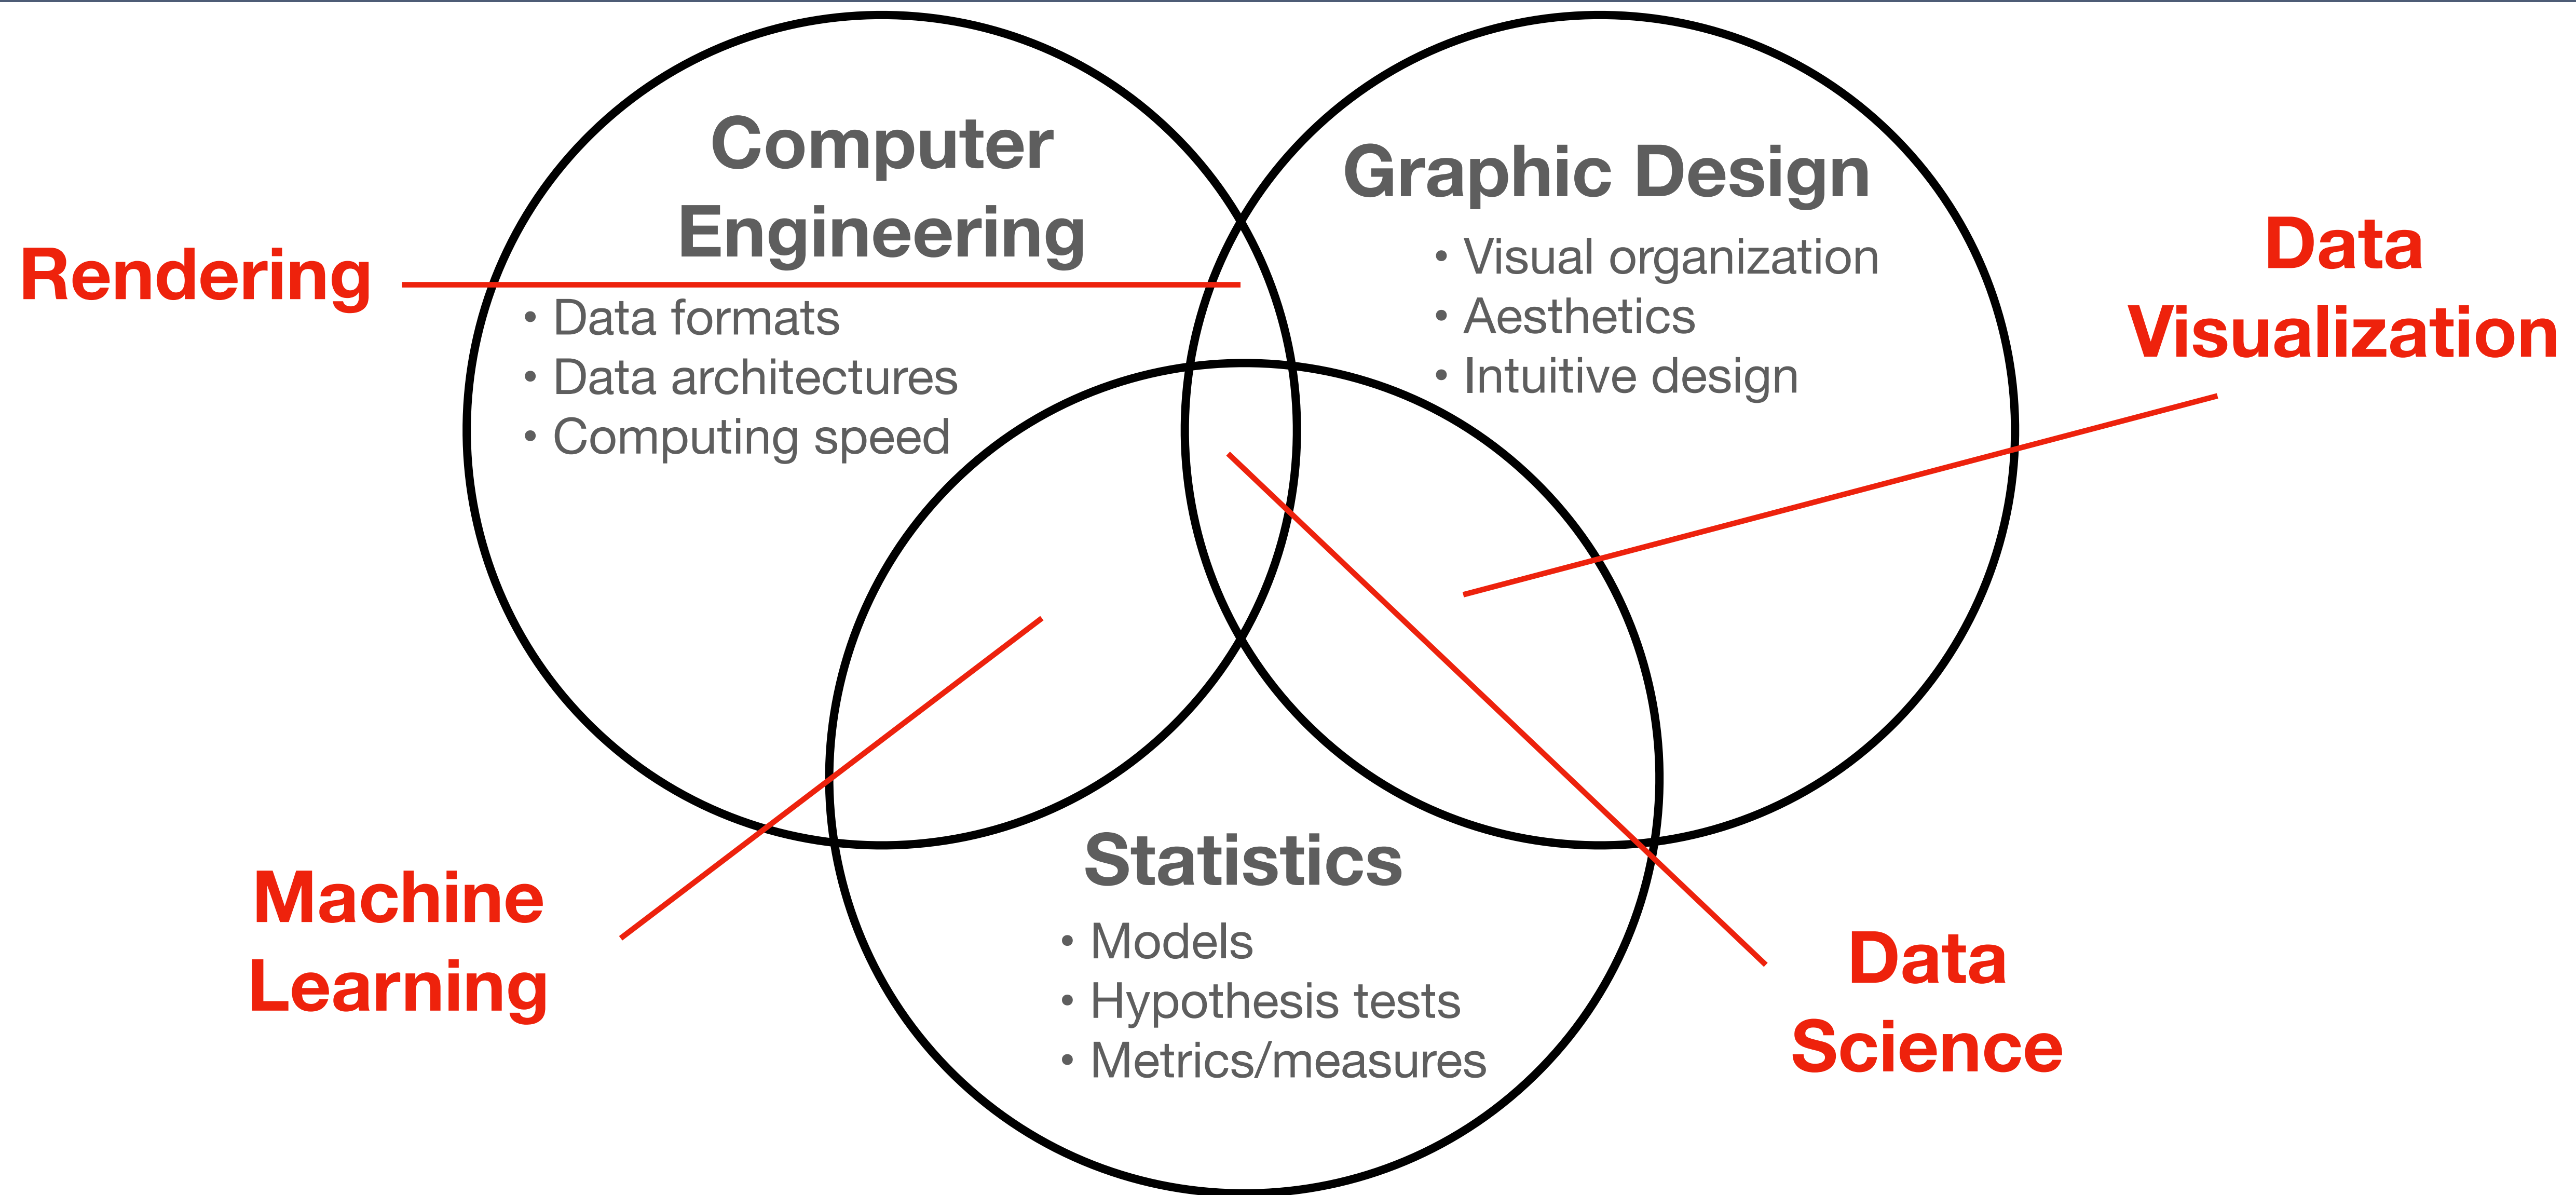 Computer
Engineering
• Data formats
• Data architectures
• Computing speed
Graphic Design
• Visual organization
• Aesthetics
• Intuitive design
Rendering
Data
Visualization
Statistics
• Models
• Hypothesis tests
• Metrics/measures
Machine
Learning
Data
Science